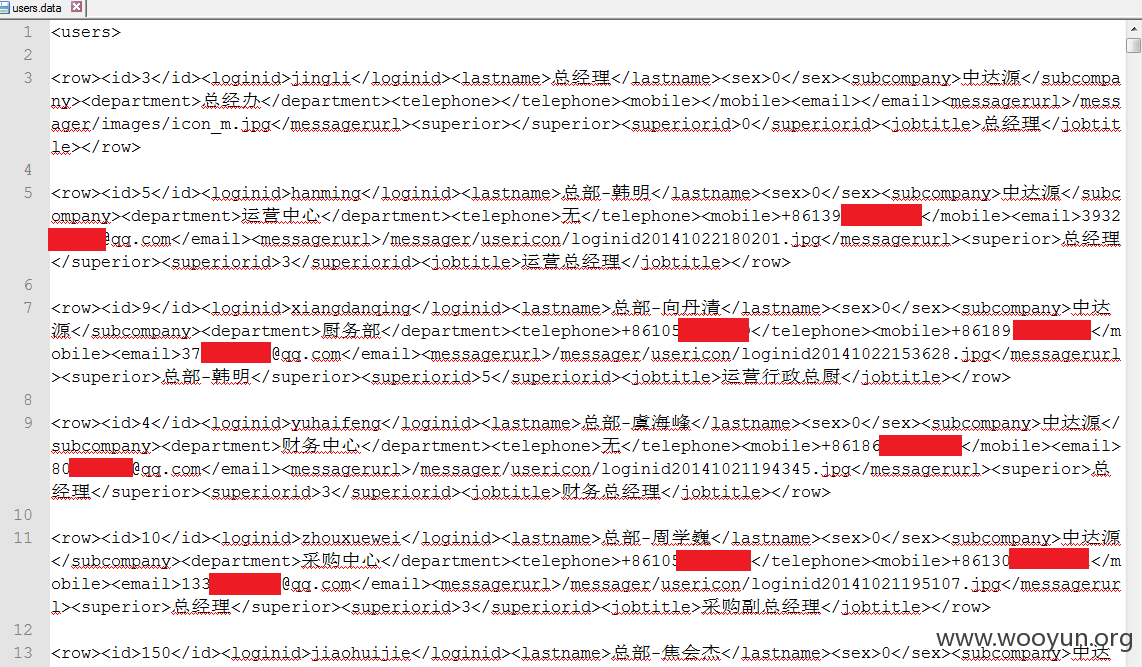 users.data
1 <users>
2
3 <row><id>3</id><loginid>jingli</loginid><lastname>总经理</lastname><sex>0</sex><subcompany>中达源</subcompa
ny><department>总经办</department><telephone></telephone><mobile></mobile><email></email><messagerurl>/mess
ager/images/icon_m.jpg</messagerurl><superior></superior><superiorid>0</superiorid><jobtitle>总经理</jobtit
le></row>
4
5 <row><id>5</id><loginid>hanming</loginid><lastname>总部-韩明</lastname><sex>0</sex><subcompany>中达源</subc
ompany><department>运营中心</department><telephone>无</telephone><mobile>+86139</mobile><email>3932
@qq.com</email><messagerurl>/messager/usericon/loginid20141022180201.jpg</messagerurl><superior>总经理
</superior><superiorid>3</superiorid><jobtitle>运营总经理</jobtitle></row>
6
7 <row><id>9</id><loginid>xiangdanqing</loginid><lastname>总部-向丹清</lastname><sex>0</sex><subcompany>中达
源</subcompany><department>厨务部</department><telephone>+86105</telephone><mobile>+86189</m
obile><email>37@qq.com</email><messagerurl>/messager/usericon/loginid20141022153628.jpg</messagerurl
><superior>总部-韩明</superior><superiorid>5</superiorid><jobtitle>运营行政总厨</jobtitle></row>
8
9 <row><id>4</id><loginid>yuhaifeng</loginid><lastname>总部-虞海峰</lastname><sex>0</sex><subcompany>中达源</
subcompany><department>财务中心</department><telephone>无</telephone><mobile>+86186</mobile><email>
80@qq.com</email><messagerurl>/messager/usericon/loginid20141021194345.jpg</messagerurl><superior>总
经理</superior><superiorid>3</superiorid><jobtitle>财务总经理</jobtitle></row>
10
11 <row><id>10</id><loginid>zhouxuewei</loginid><lastname>总部-周学巍</lastname><sex>0</sex><subcompany>中达源
</subcompany><department>采购中心</department><telephone>+86105</telephone><mobile>+86130</m
obile><email>133@qq.com</email><messagerurl>/messager/usericon/loginid20141021195107.jpg</messagerur
l><superior>总经理</superior><superiorid>3</superiorid><jobtitle>采购副总经理</jobtitle></row>
12
13 <row><id>150</id><loginid>jiaohuijie</loginid><lastname>总部-焦会杰</lastname><sex>0</sex><subcompany>中达
www.wooyun.org